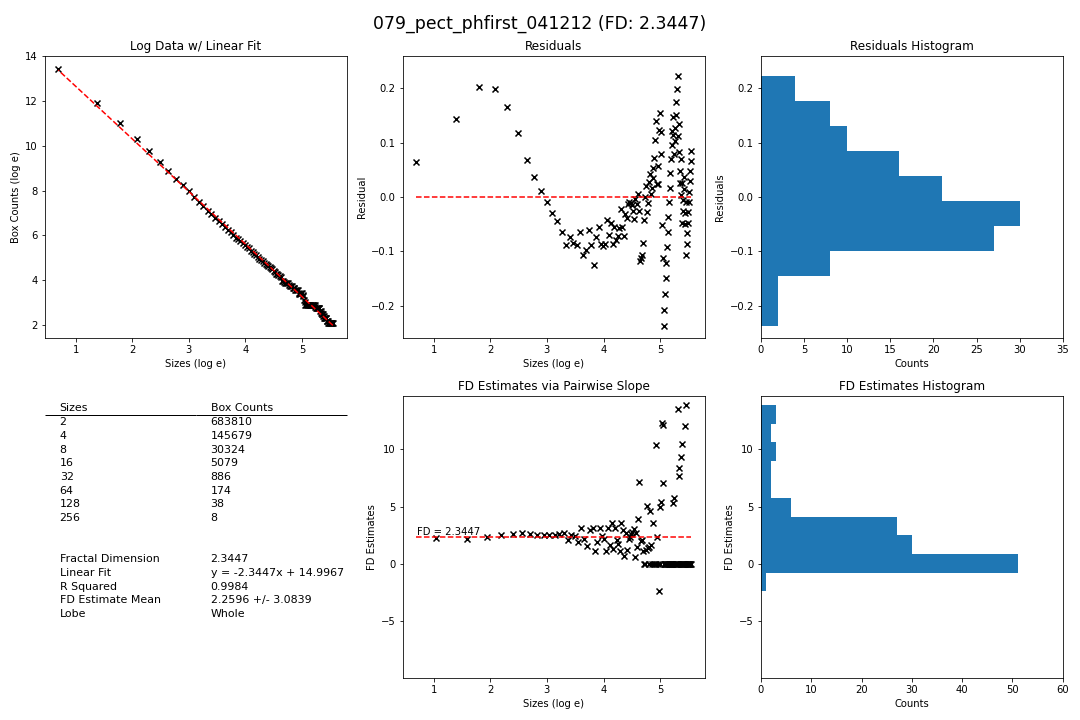 079_pect_phfirst_041212 (FD: 2.3447)
Log Data w/ Linear Fit
14
12
10
8
6
4
2
Box Counts (log e)
1 2 3 4 5
Sizes (log e)
Residuals
0.2
0.1
0.0
−0.1
−0.2
Residual
1 2 3 4 5
Sizes (log e)
Residuals Histogram
0.2
0.1
0.0
−0.1
−0.2
Residuals
0 5 10 15 20 25 30 35
Counts
Sizes Box Counts
2 683810
4 145679
8 30324
16 5079
32 886
64 174
128 38
256 8
Fractal Dimension 2.3447
Linear Fit y = -2.3447x + 14.9967
R Squared 0.9984
FD Estimate Mean 2.2596 +/- 3.0839
Lobe Whole
FD Estimates via Pairwise Slope
10
5
0
−5
FD Estimates
FD = 2.3447
1 2 3 4 5
Sizes (log e)
FD Estimates Histogram
10
5
0
−5
FD Estimates
0 10 20 30 40 50 60
Counts